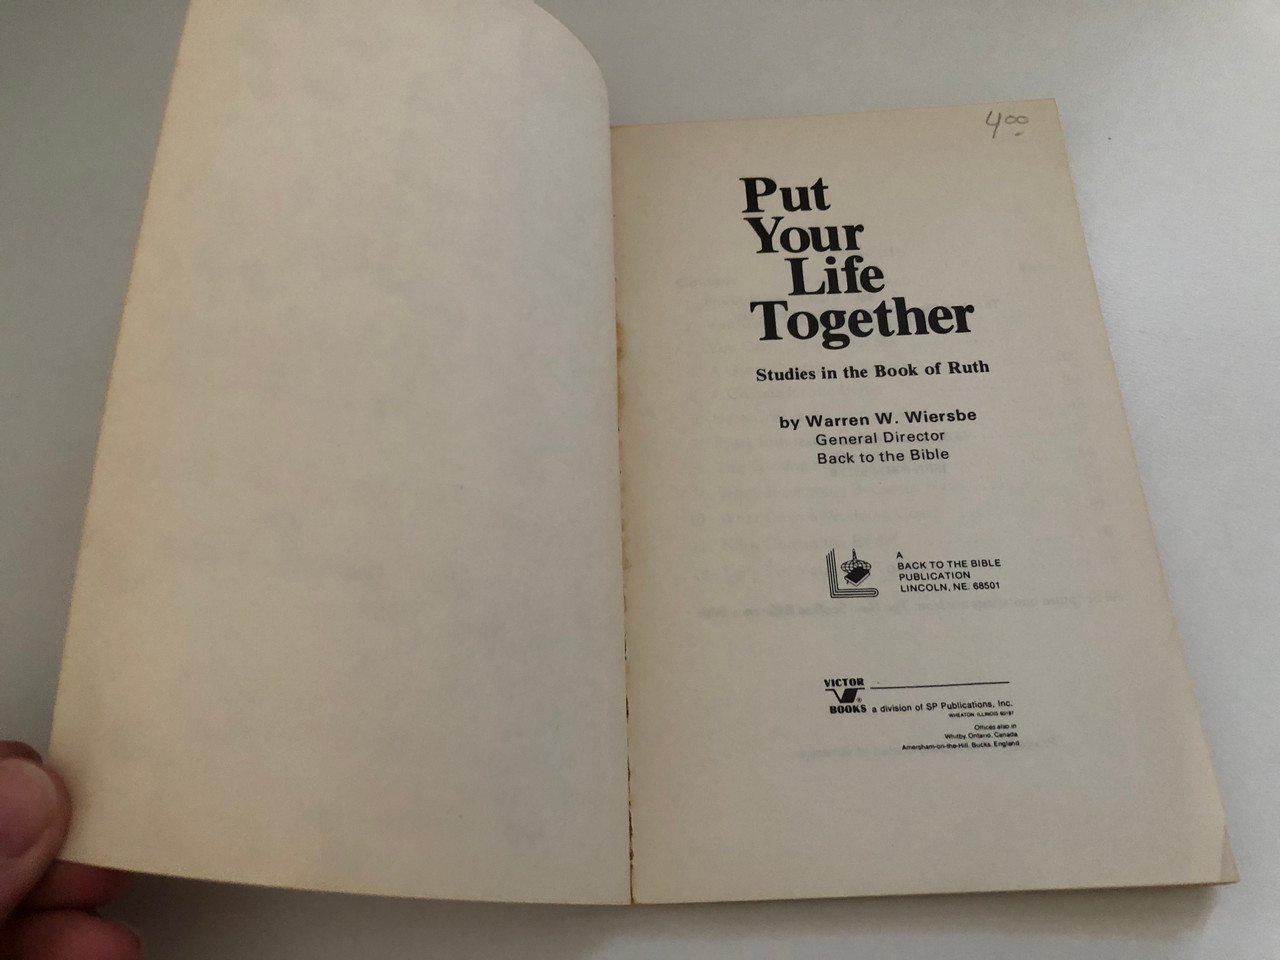 4.00
Put
Your
Life
Together
Studies in the Book of Ruth
by Warren W. Wiersbe
General Director
Back to the Bible
A
BACK TO THE BIBLE
PUBLICATION
LINCOLN, NE. 68501
VICTOR
BOOKS a division of SP Publications, Inc.
WHEATON, ILLINOIS 60187
Offices also in
Whitby, Ontario, Canada
Amersham-on-the-Hill, Bucks, England